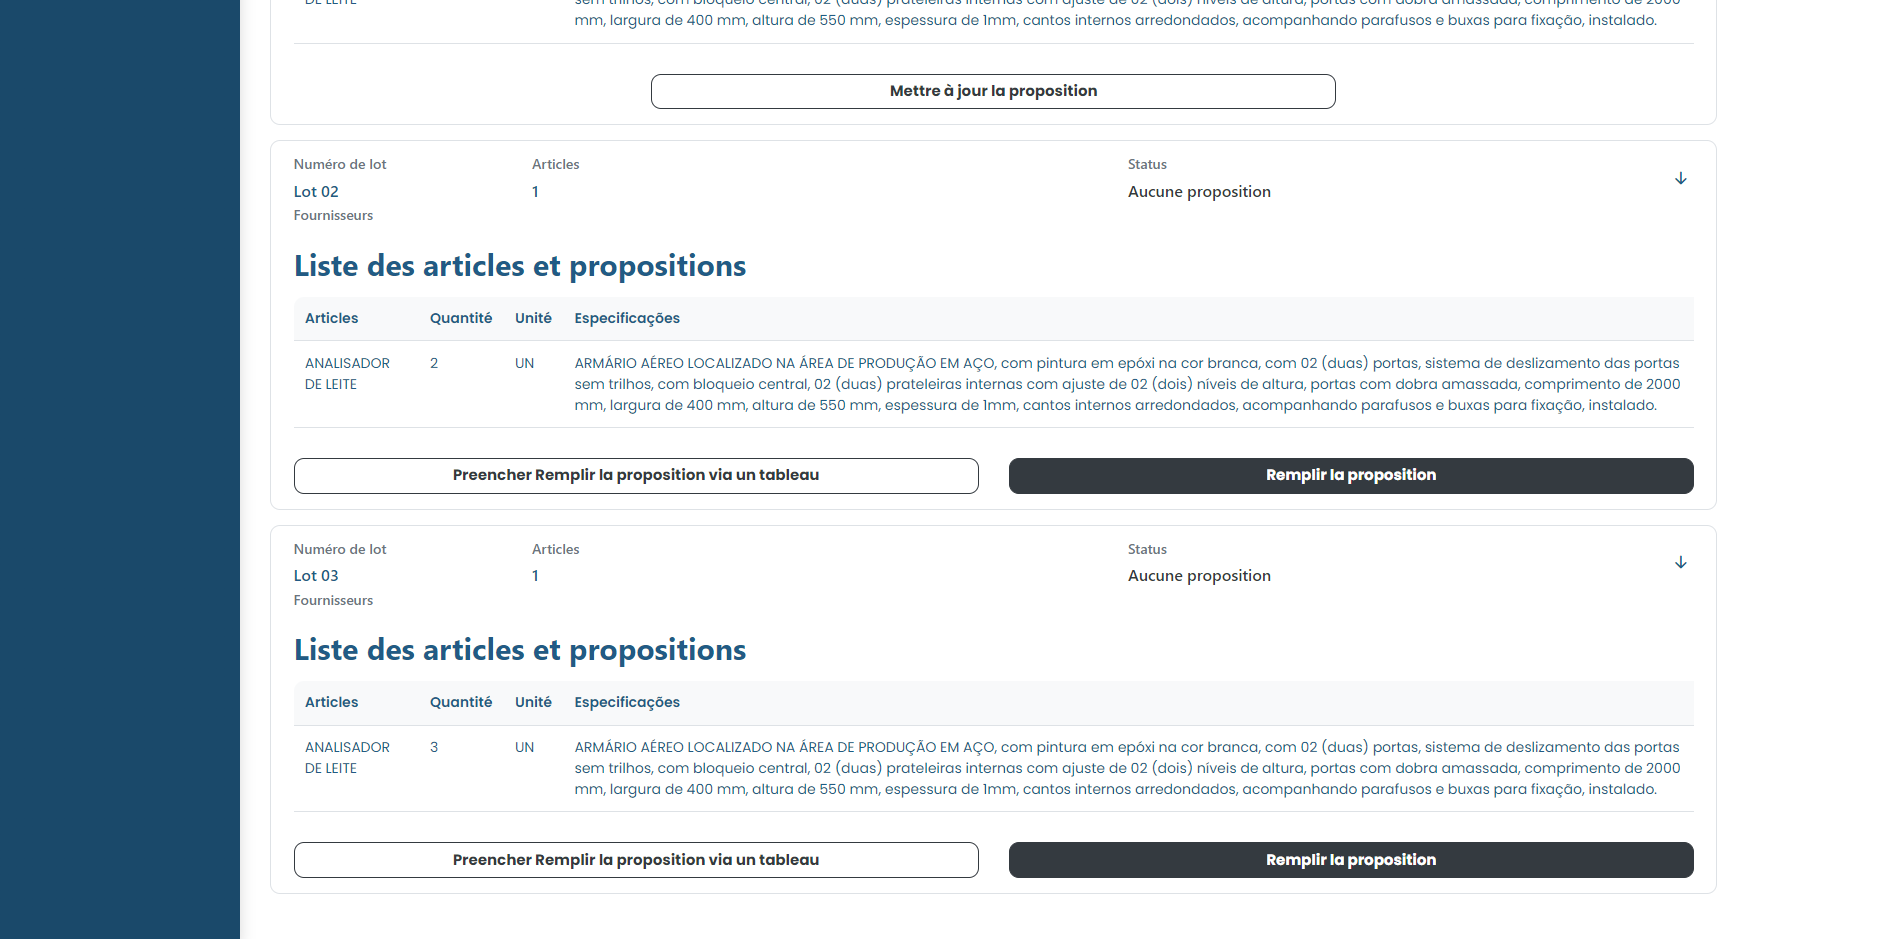 DE LEITE
sem trilhos, com bloqueio central, 02 (duas) prateleiras internas com ajuste de 02 (dois) níveis de altura, portas com dobra amassada, comprimento de 2000
mm, largura de 400 mm, altura de 550 mm, espessura de 1mm, cantos internos arredondados, acompanhando parafusos e buxas para fixação, instalado.
Mettre à jour la proposition
Numéro de lot Articles Status
Lot 02 1 Aucune proposition
Fournisseurs
Liste des articles et propositions
Articles Quantité Unité Especificações
ANALISADOR 2 UN ARMÁRIO AÉREO LOCALIZADO NA ÁREA DE PRODUÇÃO EM AÇO, com pintura em epóxi na cor branca, com 02 (duas) portas, sistema de deslizamento das portas
DE LEITE sem trilhos, com bloqueio central, 02 (duas) prateleiras internas com ajuste de 02 (dois) níveis de altura, portas com dobra amassada, comprimento de 2000
mm, largura de 400 mm, altura de 550 mm, espessura de 1mm, cantos internos arredondados, acompanhando parafusos e buxas para fixação, instalado.
Preencher Remplir la proposition via un tableau Remplir la proposition
Numéro de lot Articles Status
Lot 03 1 Aucune proposition
Fournisseurs
Liste des articles et propositions
Articles Quantité Unité Especificações
ANALISADOR 3 UN ARMÁRIO AÉREO LOCALIZADO NA ÁREA DE PRODUÇÃO EM AÇO, com pintura em epóxi na cor branca, com 02 (duas) portas, sistema de deslizamento das portas
DE LEITE sem trilhos, com bloqueio central, 02 (duas) prateleiras internas com ajuste de 02 (dois) níveis de altura, portas com dobra amassada, comprimento de 2000
mm, largura de 400 mm, altura de 550 mm, espessura de 1mm, cantos internos arredondados, acompanhando parafusos e buxas para fixação, instalado.
Preencher Remplir la proposition via un tableau Remplir la proposition